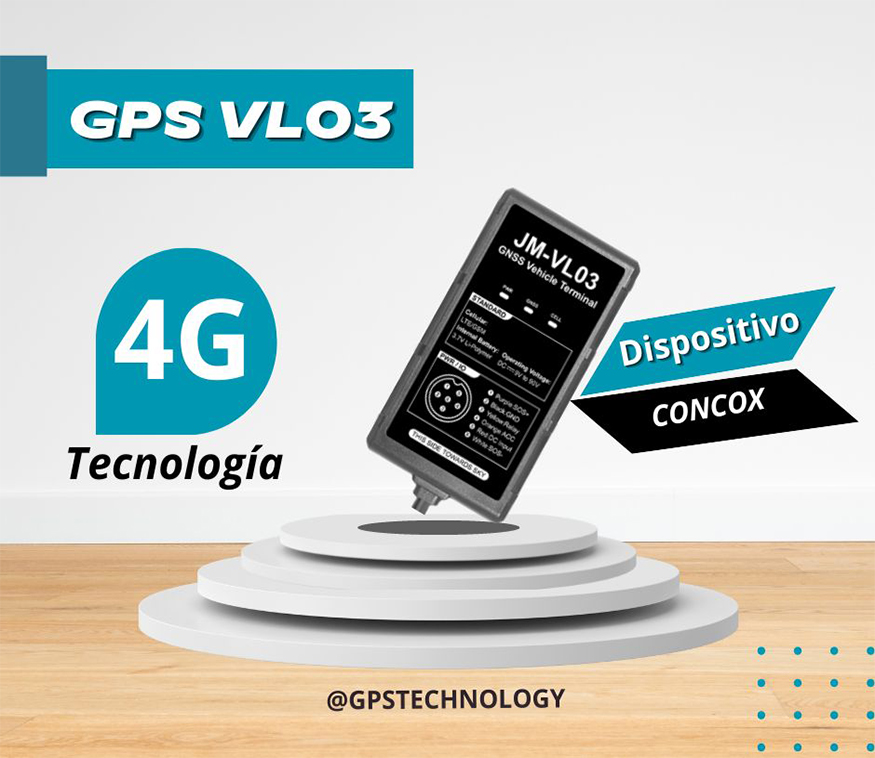 GPS VL03
4G
Tecnología
JM-VL03
GNSS Vehicle Terminal
PWR
GNSS
CELL
STANDARD
Cellular:
LTE/GSM
Internal Battery:
3.7V Li-Polymer
Operating Voltage:
DC 9V to 90V
PWR / IO
Purple:SOS+
Black:GND
Yellow:Relay
Orange:ACC
Red:DC Input
White:SOS-
THIS SIDE TOWARDS SKY
Dispositivo
CONCOX
@GPSTECHNOLOGY